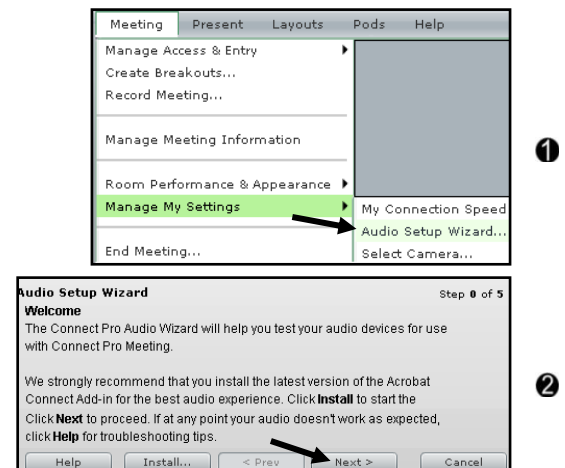 Meeting Present Layouts Pods Help
Manage Access & Entry
Create Breakouts...
Record Meeting...
Manage Meeting Information
Room Performance & Appearance
Manage My Settings
My Connection Speed
Audio Setup Wizard...
End Meeting...
Select Camera...
1
Audio Setup Wizard Step 0 of 5
Welcome
The Connect Pro Audio Wizard will help you test your audio devices for use
with Connect Pro Meeting.
We strongly recommend that you install the latest version of the Acrobat
Connect Add-in for the best audio experience. Click Install to start the
Click Next to proceed. If at any point your audio doesn't work as expected,
click Help for troubleshooting tips.
2
Help Install... < Prev Next > Cancel